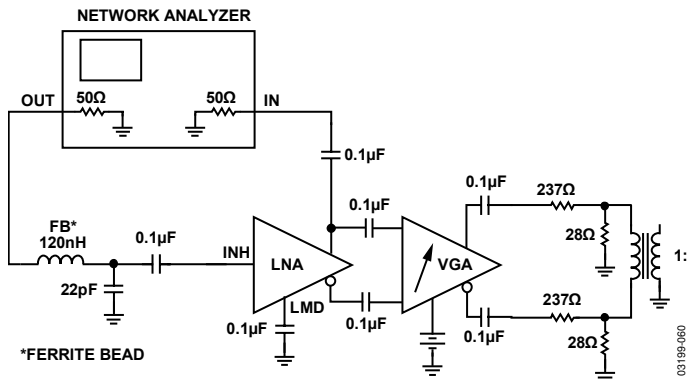 NETWORK ANALYZER
OUT
50Ω
50Ω
IN
0.1µF
0.1µF
0.1µF
237Ω
FB*
120nH
0.1µF
28Ω
INH
LNA
VGA
1:
22pF
LMD
237Ω
0.1µF
0.1µF
0.1µF
28Ω
*FERRITE BEAD
03199-060